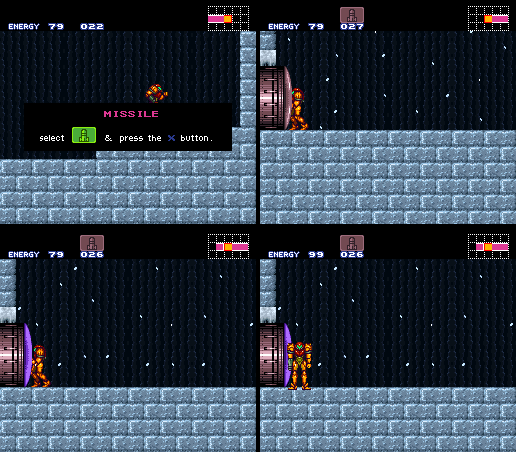 ENERGY 79 022
MISSILE
select & press the X button.
ENERGY 79 027
ENERGY 79 026
ENERGY 99 026